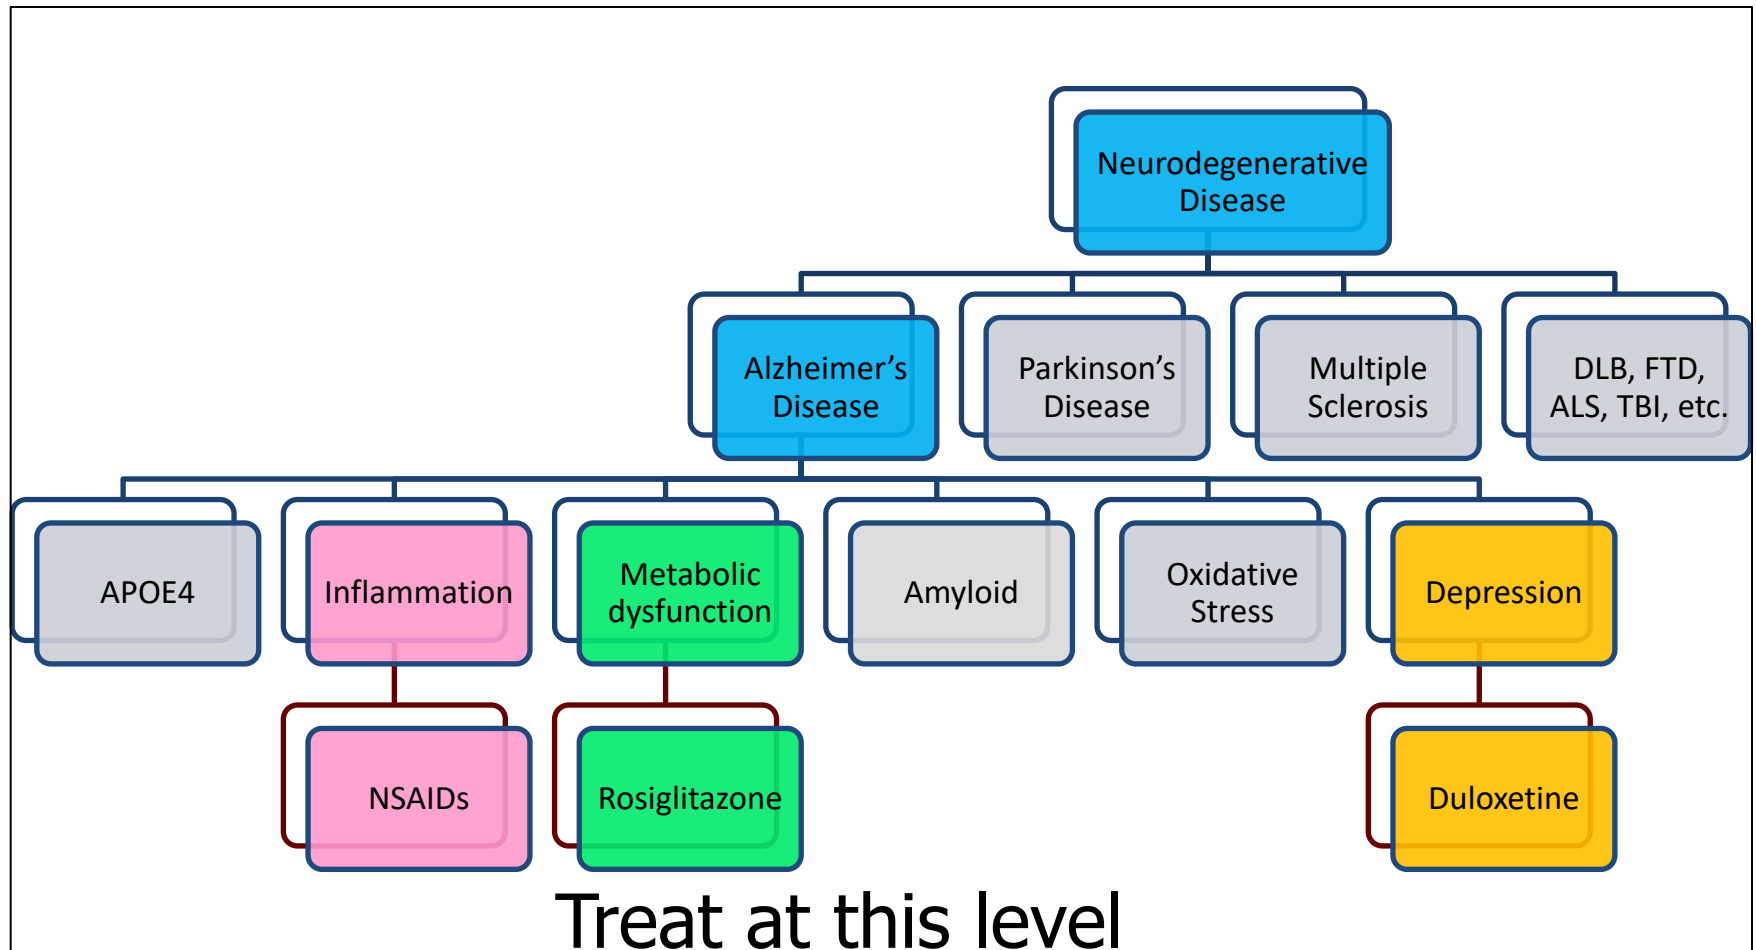 Neurodegenerative
Disease
Alzheimer’s
Disease
Parkinson’s
Disease
Multiple
Sclerosis
DLB, FTD,
ALS, TBI, etc.
APOE4
Inflammation
Metabolic
dysfunction
Amyloid
Oxidative
Stress
Depression
NSAIDs
Rosiglitazone
Duloxetine
Treat at this level